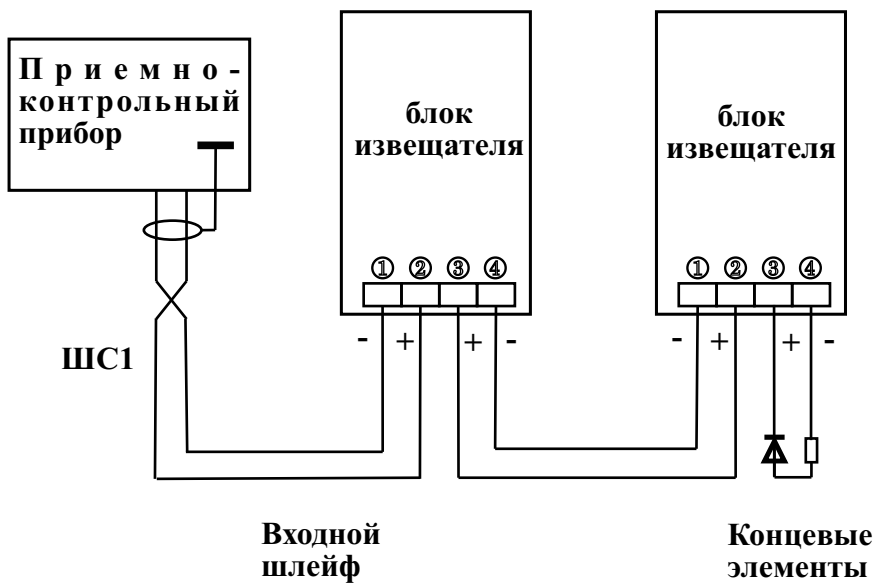 Приемно-
контрольный
прибор
блок
извещателя
блок
извещателя
① ② ③ ④
① ② ③ ④
- + + -
- + + -
ШС1
Входной
шлейф
Концевые
элементы